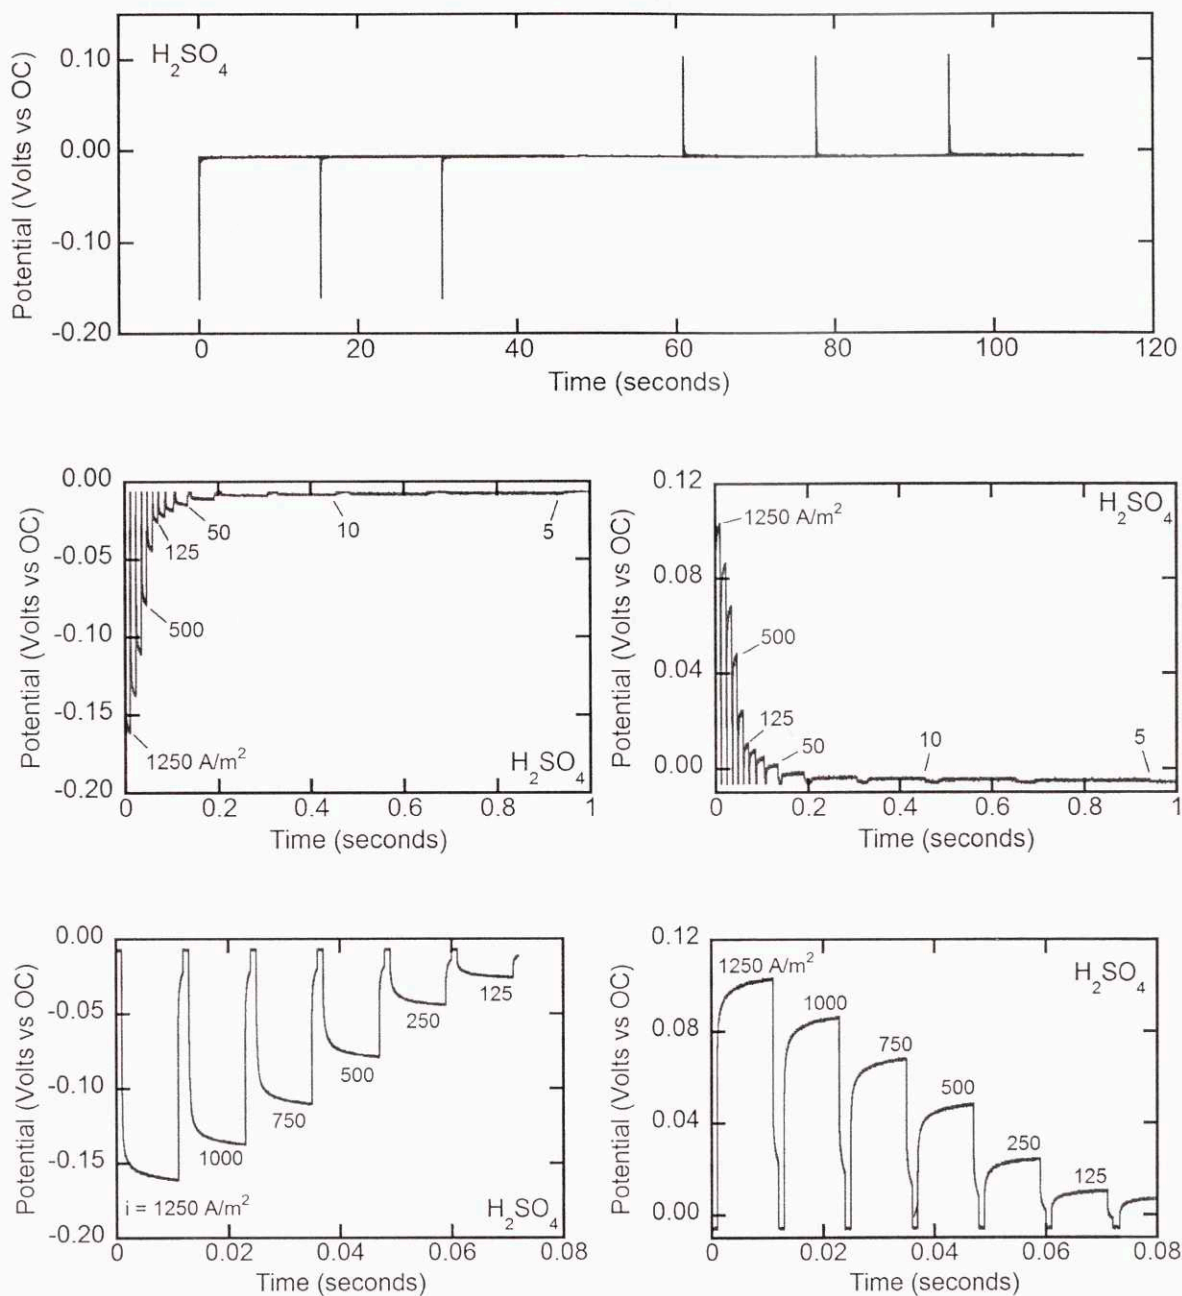 H2SO4
Potential (Volts vs OC)
0.10
0.00
-0.10
-0.20
0 20 40 60 80 100 120
Time (seconds)
Potential (Volts vs OC)
0.00
-0.05
-0.10
-0.15
-0.20
50 10 5
125
500
1250 A/m2
H2SO4
0 0.2 0.4 0.6 0.8 1
Time (seconds)
Potential (Volts vs OC)
0.12
0.08
0.04
0.00
1250 A/m2
H2SO4
500
125
50 10 5
0 0.2 0.4 0.6 0.8 1
Time (seconds)
Potential (Volts vs OC)
0.00
-0.05
-0.10
-0.15
-0.20
125
250
500
750
1000
i = 1250 A/m2
H2SO4
0 0.02 0.04 0.06 0.08
Time (seconds)
Potential (Volts vs OC)
0.12
0.08
0.04
0.00
1250 A/m2
H2SO4
1000
750
500
250
125
0 0.02 0.04 0.06 0.08
Time (seconds)